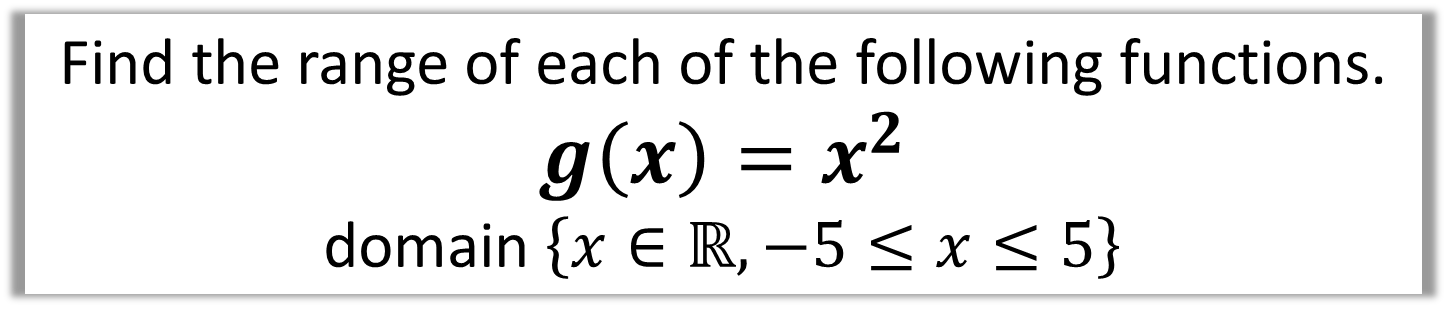 Find the range of each of the following functions.
g(x) = x²
domain {x ∈ ℝ, −5 ≤ x ≤ 5}